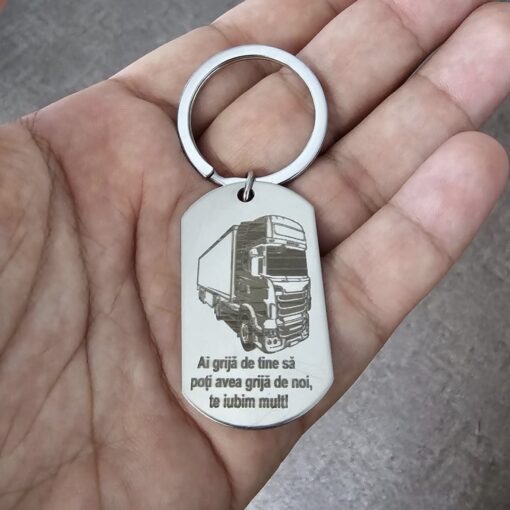 Ai grijă de tine să
poți avea grijă de noi,
te iubim mult!